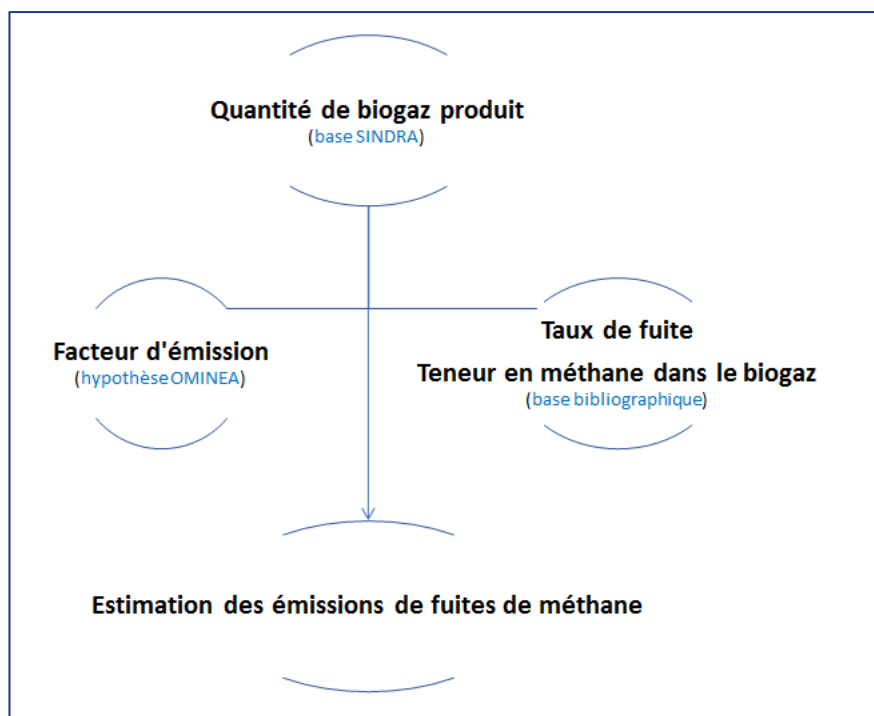 Quantité de biogaz produit
(base SINDRA)
Facteur d'émission
(hypothèse OMINEA)
Taux de fuite
Teneur en méthane dans le biogaz
(base bibliographique)
Estimation des émissions de fuites de méthane